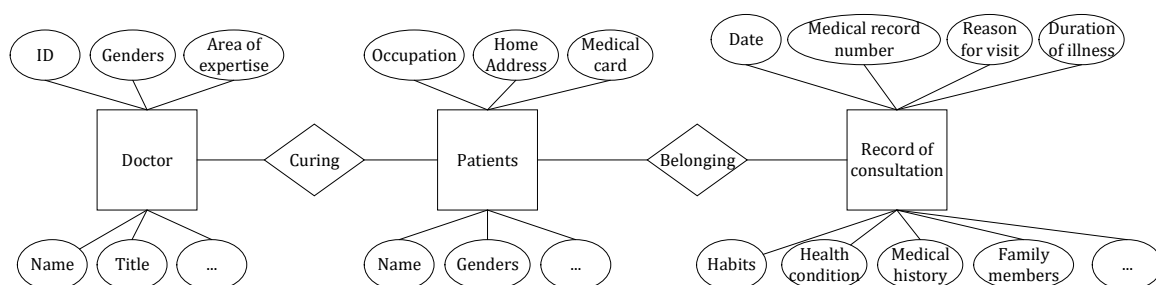 ID
Genders
Area of
expertise
Occupation
Home
Address
Medical
card
Date
Medical record
number
Reason
for visit
Duration
of illness
Doctor
Curing
Patients
Belonging
Record of
consultation
Name
Title
...
Name
Genders
...
Habits
Health
condition
Medical
history
Family
members
...